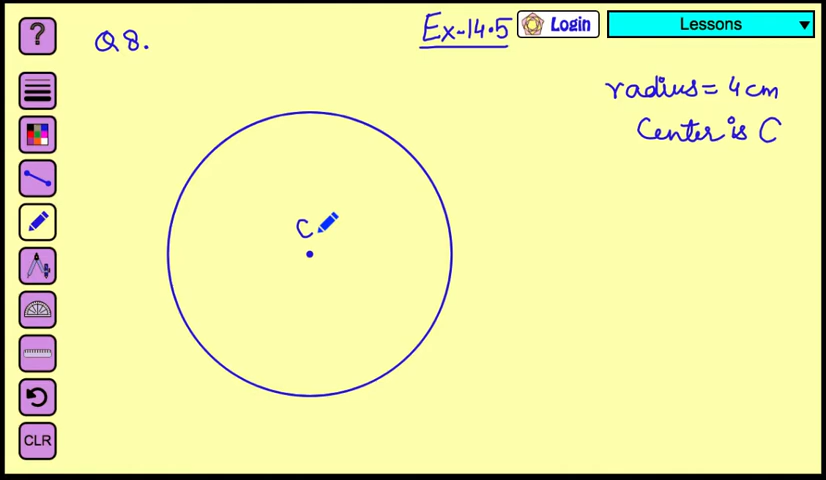 ?
Q8.
Ex-14.5
Login
Lessons
radius = 4 cm
Center is C
C
CLR